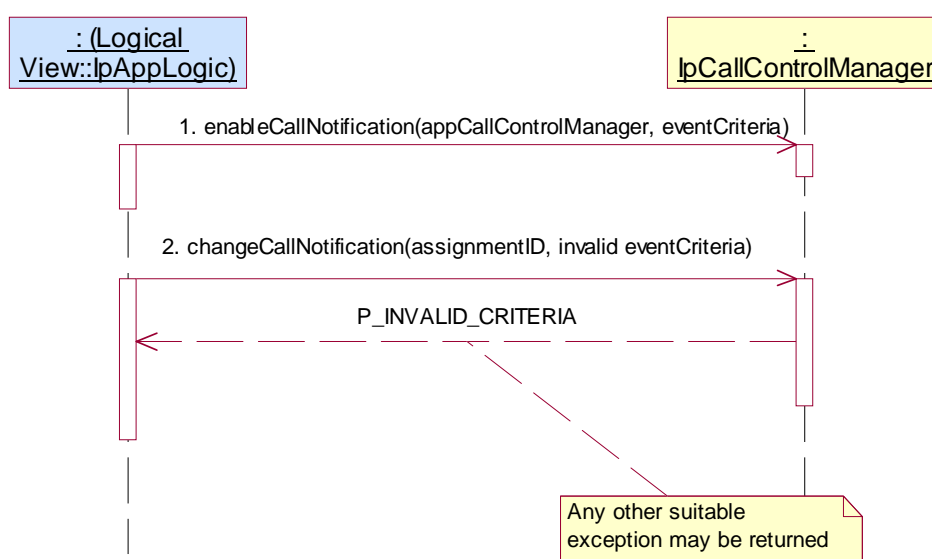 : (Logical
View::IpAppLogic)
:
IpCallControlManager
1. enableCallNotification(appCallControlManager, eventCriteria)
2. changeCallNotification(assignmentID, invalid eventCriteria)
P_INVALID_CRITERIA
Any other suitable
exception may be returned